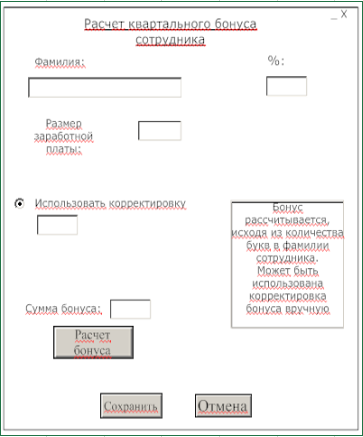 _ X
Расчет квартального бонуса
сотрудника
Фамилия:
%:
Размер
заработной
платы:
Использовать корректировку
Бонус
рассчитывается,
исходя из количества
букв в фамилии
сотрудника.
Может быть
использована
корректировка
бонуса вручную
Сумма бонуса:
Расчет
бонуса
Сохранить
Отмена